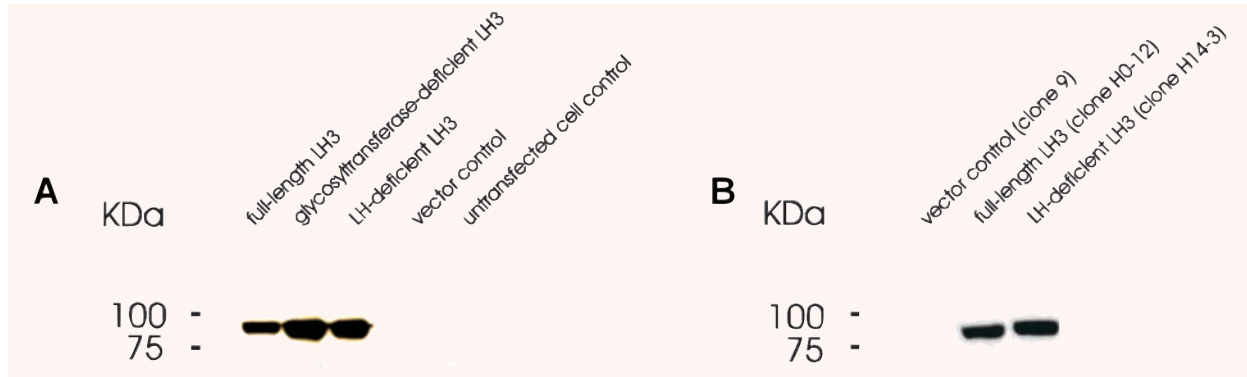 A
KDa
full-length LH3
glycosyltransferase-deficient LH3
LH-deficient LH3
vector control
untransfected cell control
100 -
75 -
B
KDa
vector control (clone 9)
full-length LH3 (clone H0-12)
LH-deficient LH3 (clone H14-3)
100 -
75 -